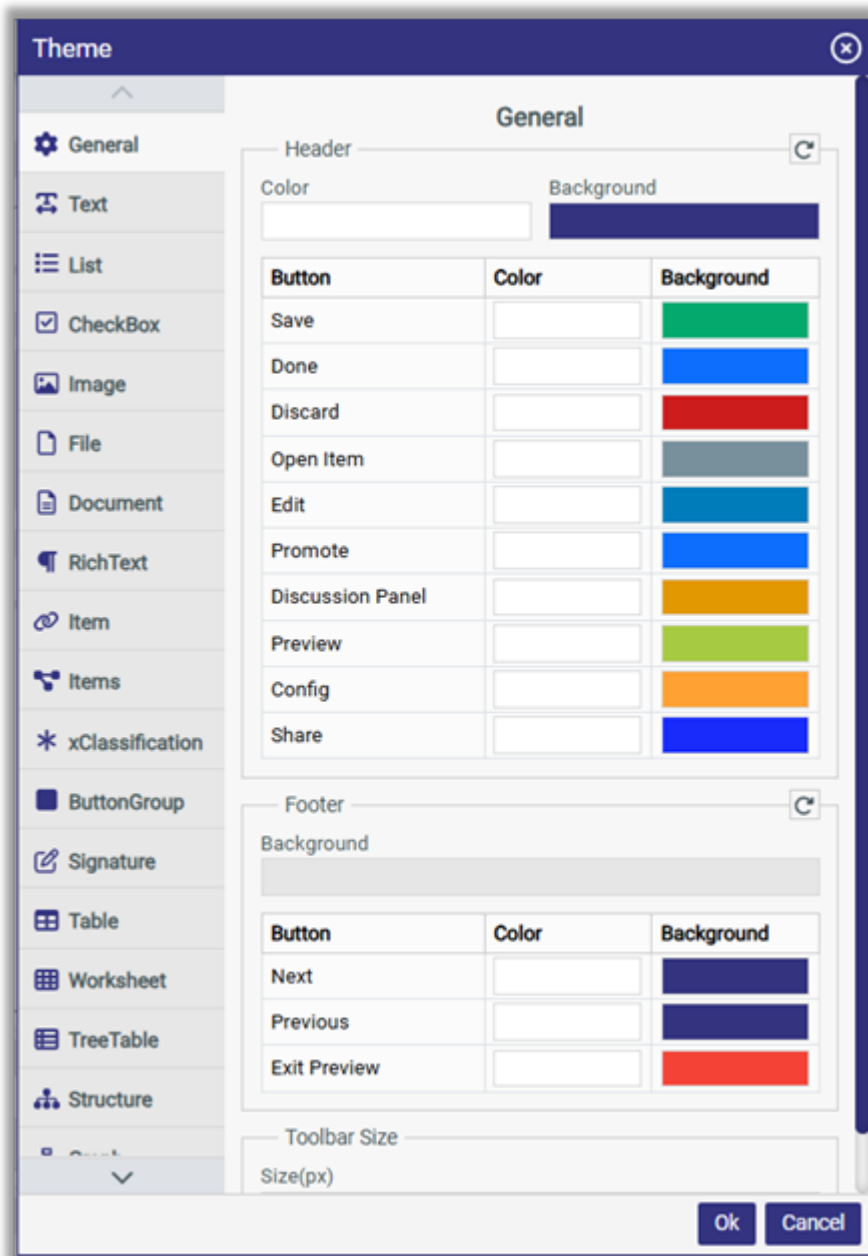 Theme
General
Text
List
CheckBox
Image
File
Document
RichText
Item
Items
xClassification
ButtonGroup
Signature
Table
Worksheet
TreeTable
Structure
General
Header
Color Background
Button Color Background
Save
Done
Discard
Open Item
Edit
Promote
Discussion Panel
Preview
Config
Share
Footer
Background
Button Color Background
Next
Previous
Exit Preview
Toolbar Size
Size(px)
Ok Cancel